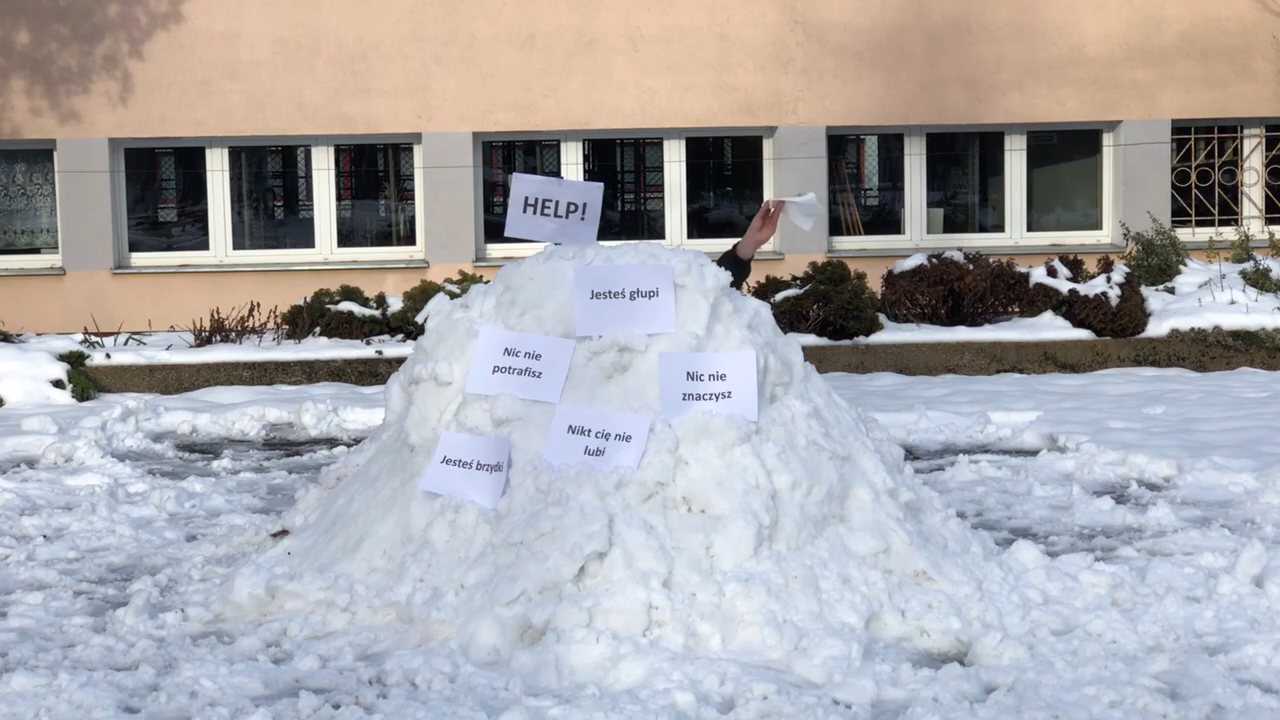 HELP!
Jesteś głupi
Nic nie
potrafisz
Nic nie
znaczysz
Nikt cię nie
lubi
Jesteś brzydki